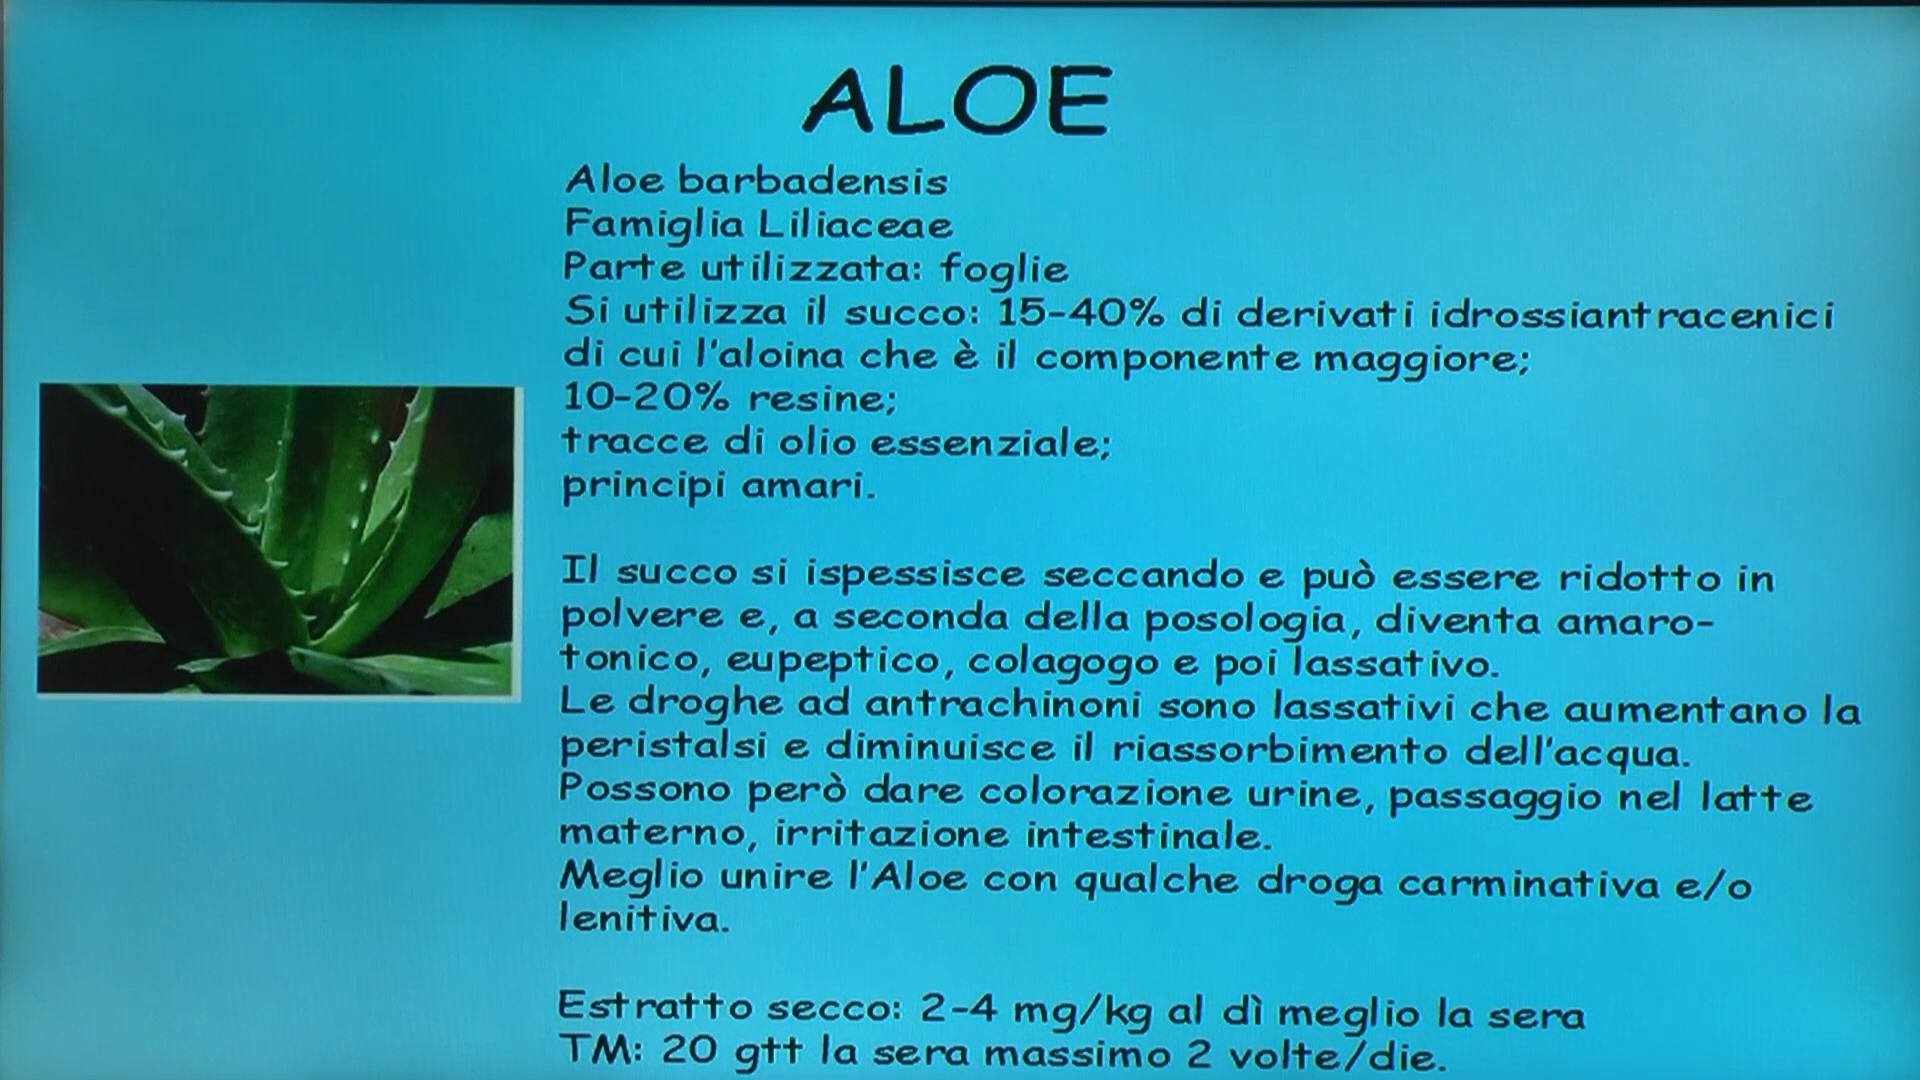 ALOE
Aloe barbadensis
Famiglia Liliaceae
Parte utilizzata: foglie
Si utilizza il succo: 15-40% di derivati idrossiantracenici
di cui l'aloina che è il componente maggiore;
10-20% resine;
tracce di olio essenziale;
principi amari.
Il succo si ispessisce seccando e può essere ridotto in
polvere e, a seconda della posologia, diventa amaro-
tonico, eupeptico, colagogo e poi lassativo.
Le droghe ad antrachinoni sono lassativi che aumentano la
peristalsi e diminuisce il riassorbimento dell'acqua.
Possono però dare colorazione urine, passaggio nel latte
materno, irritazione intestinale.
Meglio unire l'Aloe con qualche droga carminativa e/o
lenitiva.
Estratto secco: 2-4 mg/kg al dì meglio la sera
TM: 20 gtt la sera massimo 2 volte/die.